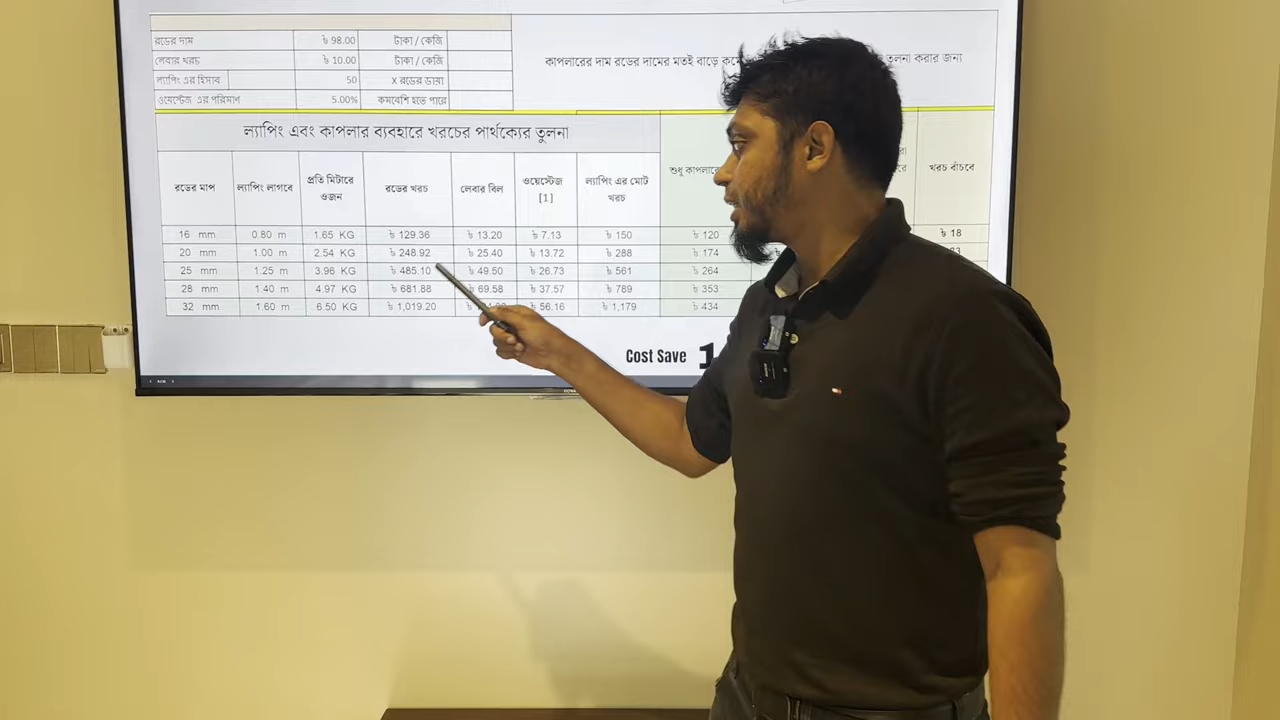 রডের দাম ৳ 98.00 টাকা / কেজি
লেবার খরচ ৳ 10.00 টাকা / কেজি
ল্যাপিং এর হিসাব 50 X রডের ডায়া
ওয়েস্টেজ এর পরিমাণ 5.00% কমবেশি হতে পারে
কাপলারের দাম রডের দামের মতই বাড়ে তুলনা করার জন্য
ল্যাপিং এবং কাপলার ব্যবহারে খরচের পার্থক্যের তুলনা
রডের মাপ ল্যাপিং লাগবে প্রতি মিটারে ওজন রডের খরচ লেবার বিল ওয়েস্টেজ [1] ল্যাপিং এর মোট খরচ শুধু খরচ বাঁচবে
16 mm 0.80 m 1.65 KG ৳ 129.36 ৳ 13.20 ৳ 7.13 ৳ 150 ৳ 120 ৳ 18
20 mm 1.00 m 2.54 KG ৳ 248.92 ৳ 25.40 ৳ 13.72 ৳ 288 ৳ 174
25 mm 1.25 m 3.96 KG ৳ 485.10 ৳ 49.50 ৳ 26.73 ৳ 561 ৳ 264
28 mm 1.40 m 4.97 KG ৳ 681.88 ৳ 69.58 ৳ 37.57 ৳ 789 ৳ 353
32 mm 1.60 m 6.50 KG ৳ 1,019.20 ৳ 56.16 ৳ 1,179 ৳ 434
Cost Save